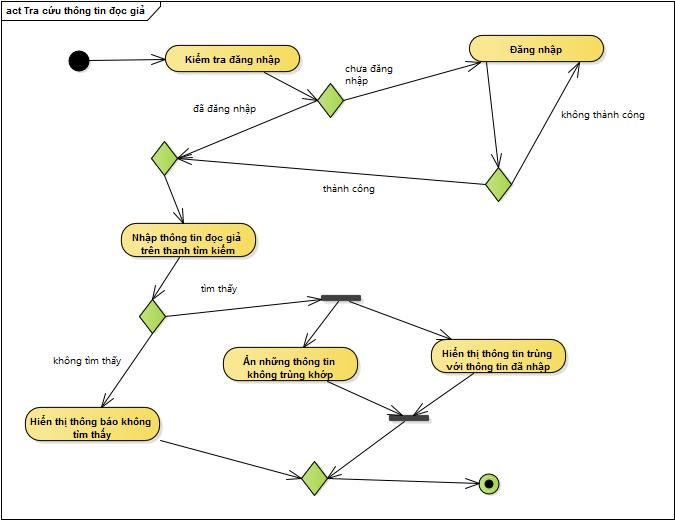 act Tra cứu thông tin đọc giả
Kiểm tra đăng nhập
Đăng nhập
chưa đăng
nhập
đã đăng nhập
không thành công
thành công
Nhập thông tin đọc giả
trên thanh tìm kiếm
tìm thấy
không tìm thấy
Ẩn những thông tin
không trùng khớp
Hiển thị thông tin trùng
với thông tin đã nhập
Hiển thị thông báo không
tìm thấy